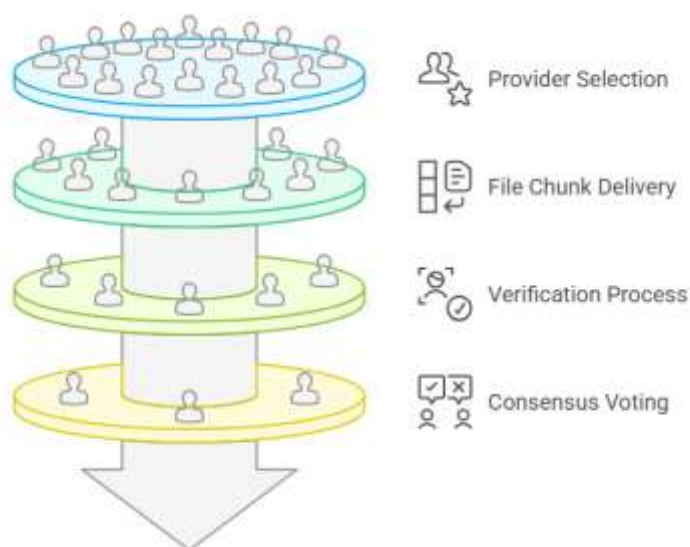 Provider Selection
File Chunk Delivery
Verification Process
Consensus Voting